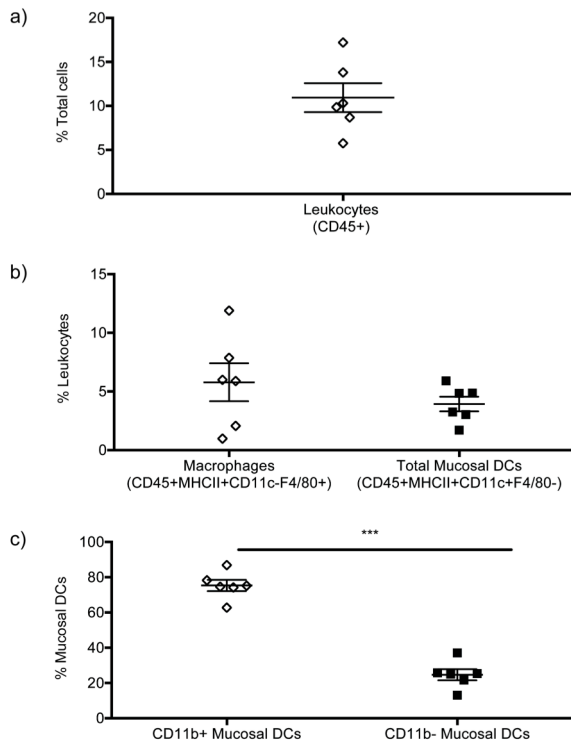 a)
20
15
10
5
0
% Total cells
Leukocytes
(CD45+)
b)
15
10
5
0
% Leukocytes
Macrophages
(CD45+MHCII+CD11c-F4/80+)
Total Mucosal DCs
(CD45+MHCII+CD11c+F4/80-)
c)
***
100
80
60
40
20
0
% Mucosal DCs
CD11b+ Mucosal DCs
CD11b- Mucosal DCs